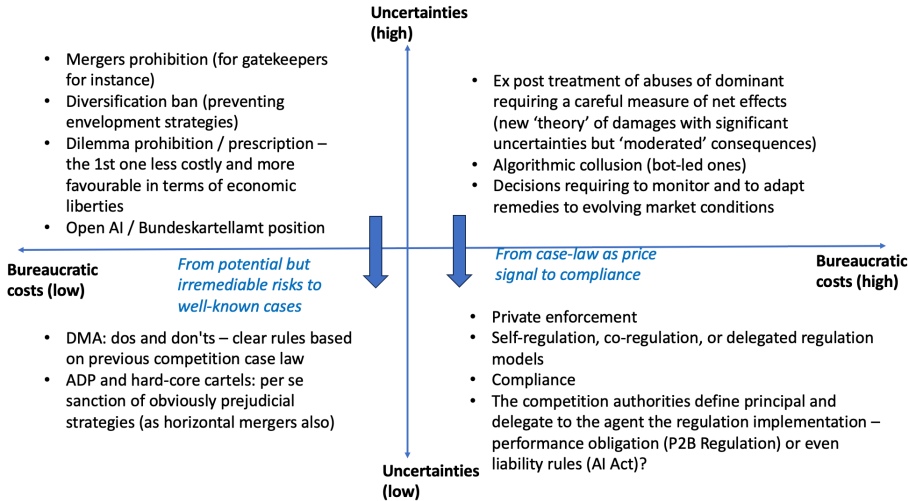 Uncertainties
(high)
• Mergers prohibition (for gatekeepers
for instance)
• Diversification ban (preventing
envelopment strategies)
• Dilemma prohibition / prescription –
the 1st one less costly and more
favourable in terms of economic
liberties
• Open AI / Bundeskartellamt position
• Ex post treatment of abuses of dominant
requiring a careful measure of net effects
(new ‘theory’ of damages with significant
uncertainties but ‘moderated’ consequences)
• Algorithmic collusion (bot-led ones)
• Decisions requiring to monitor and to adapt
remedies to evolving market conditions
Bureaucratic
costs (low)
From potential but
irremediable risks to
well-known cases
From case-law as price
signal to compliance
Bureaucratic
costs (high)
• DMA: dos and don'ts – clear rules based
on previous competition case law
• ADP and hard-core cartels: per se
sanction of obviously prejudicial
strategies (as horizontal mergers also)
• Private enforcement
• Self-regulation, co-regulation, or delegated regulation
models
• Compliance
• The competition authorities define principal and
delegate to the agent the regulation implementation –
performance obligation (P2B Regulation) or even
liability rules (AI Act)?
Uncertainties
(low)